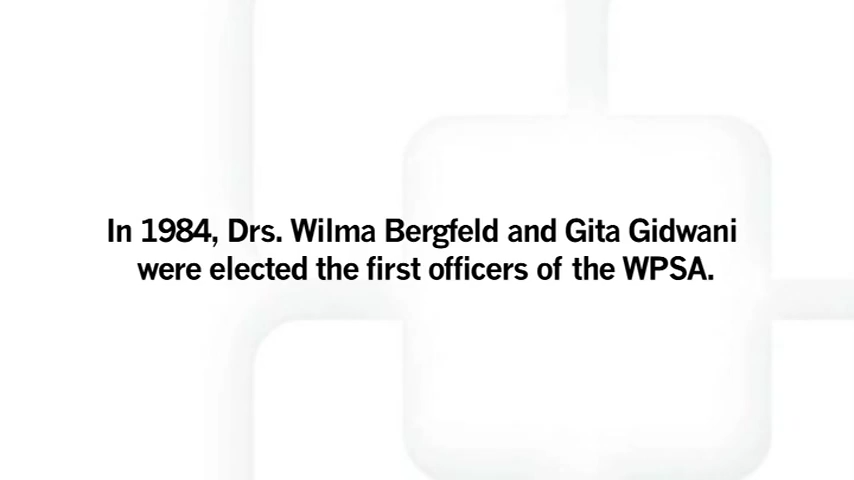 In 1984, Drs. Wilma Bergfeld and Gita Gidwani
were elected the first officers of the WPSA.